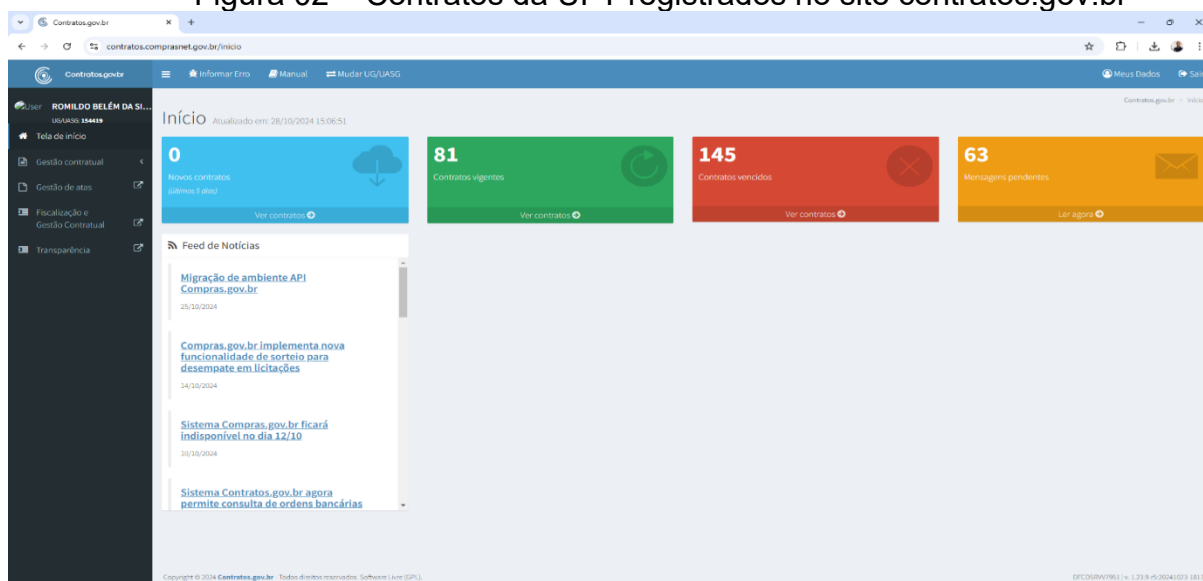 Figura 02 – Contratos da UFT registrados no site contratos.gov.br
Contratos.gov.br
contratos.comprasnet.gov.br/inicio
Contratos.gov.br
Informar Erro
Manual
Mudar UG/UASG
Meus Dados
Sair
User
ROMILDO BELÉM DA SI...
UG/UASG: 154419
Tela de início
Gestão contratual
Gestão de atas
Fiscalização e
Gestão Contratual
Transparência
Contratos.gov.br > Início
Início Atualizado em: 28/10/2024 15:06:51
0
Novos contratos
(últimos 5 dias)
Ver contratos
81
Contratos vigentes
Ver contratos
145
Contratos vencidos
Ver contratos
63
Mensagens pendentes
Ler agora
Feed de Notícias
Migração de ambiente API
Compras.gov.br
25/10/2024
Compras.gov.br implementa nova
funcionalidade de sorteio para
desempate em licitações
14/10/2024
Sistema Compras.gov.br ficará
indisponível no dia 12/10
10/10/2024
Sistema Contratos.gov.br agora
permite consulta de ordens bancárias
Copyright © 2024 Contratos.gov.br - Todos direitos reservados. Software Livre (GPL).